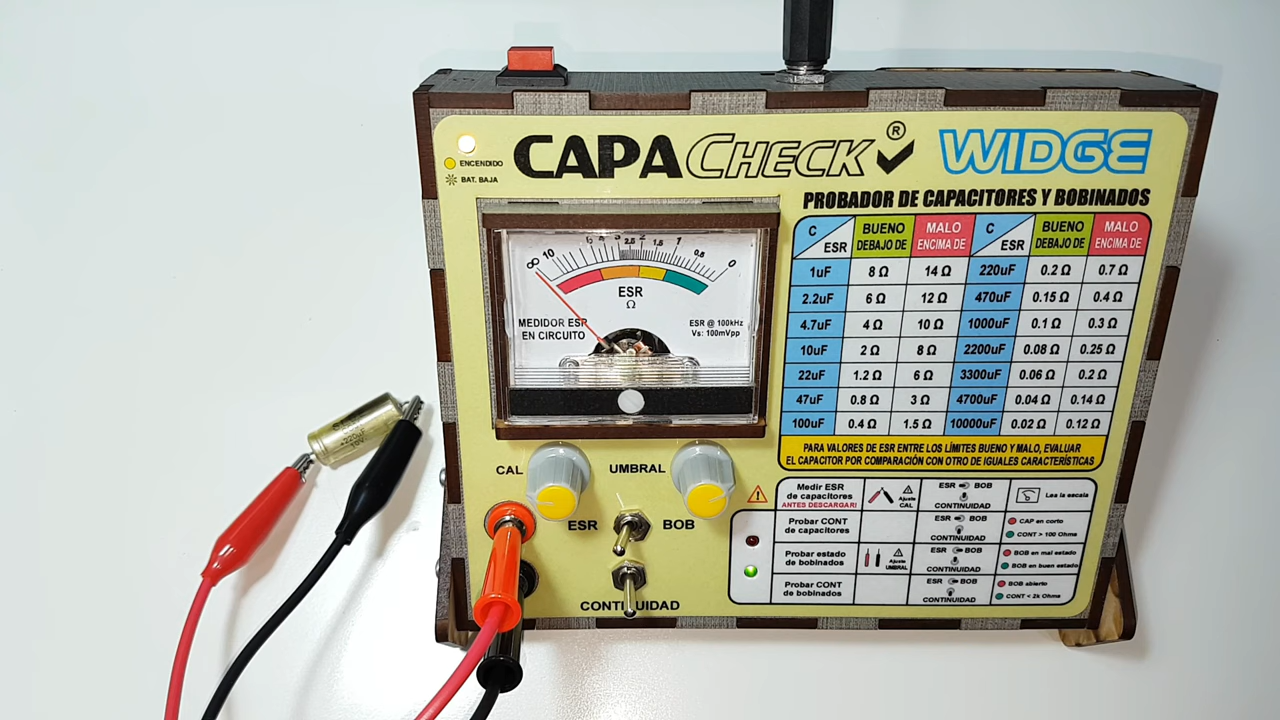 CAPACHECK ®
WIDGE
ENCENDIDO
BAT. BAJA
PROBADOR DE CAPACITORES Y BOBINADOS
C ESR BUENO DEBAJO DE MALO ENCIMA DE C ESR BUENO DEBAJO DE MALO ENCIMA DE
1uF 8 Ω 14 Ω 220uF 0.2 Ω 0.7 Ω
2.2uF 6 Ω 12 Ω 470uF 0.15 Ω 0.4 Ω
4.7uF 4 Ω 10 Ω 1000uF 0.1 Ω 0.3 Ω
10uF 2 Ω 8 Ω 2200uF 0.08 Ω 0.25 Ω
22uF 1.2 Ω 6 Ω 3300uF 0.06 Ω 0.2 Ω
47uF 0.8 Ω 3 Ω 4700uF 0.04 Ω 0.14 Ω
100uF 0.4 Ω 1.5 Ω 10000uF 0.02 Ω 0.12 Ω
PARA VALORES DE ESR ENTRE LOS LÍMITES BUENO Y MALO, EVALUAR
EL CAPACITOR POR COMPARACIÓN CON OTRO DE IGUALES CARACTERÍSTICAS
∞ 10 5 4 3 2.5 2 1.5 1 0.5 0
ESR
Ω
MEDIDOR ESR
EN CIRCUITO
ESR @ 100kHz
Vs: 100mVpp
220uF
10V
CAL
UMBRAL
ESR
BOB
CONTINUIDAD
Medir ESR
de capacitores
ANTES DESCARGAR!
Ajuste
CAL
ESR BOB
CONTINUIDAD
Lea la escala
Probar CONT
de capacitores
ESR BOB
CONTINUIDAD
CAP en corto
CONT > 100 Ohms
Probar estado
de bobinados
Ajuste
UMBRAL
ESR BOB
CONTINUIDAD
BOB en mal estado
BOB en buen estado
Probar CONT
de bobinados
ESR BOB
CONTINUIDAD
BOB abierto
CONT < 2k Ohms